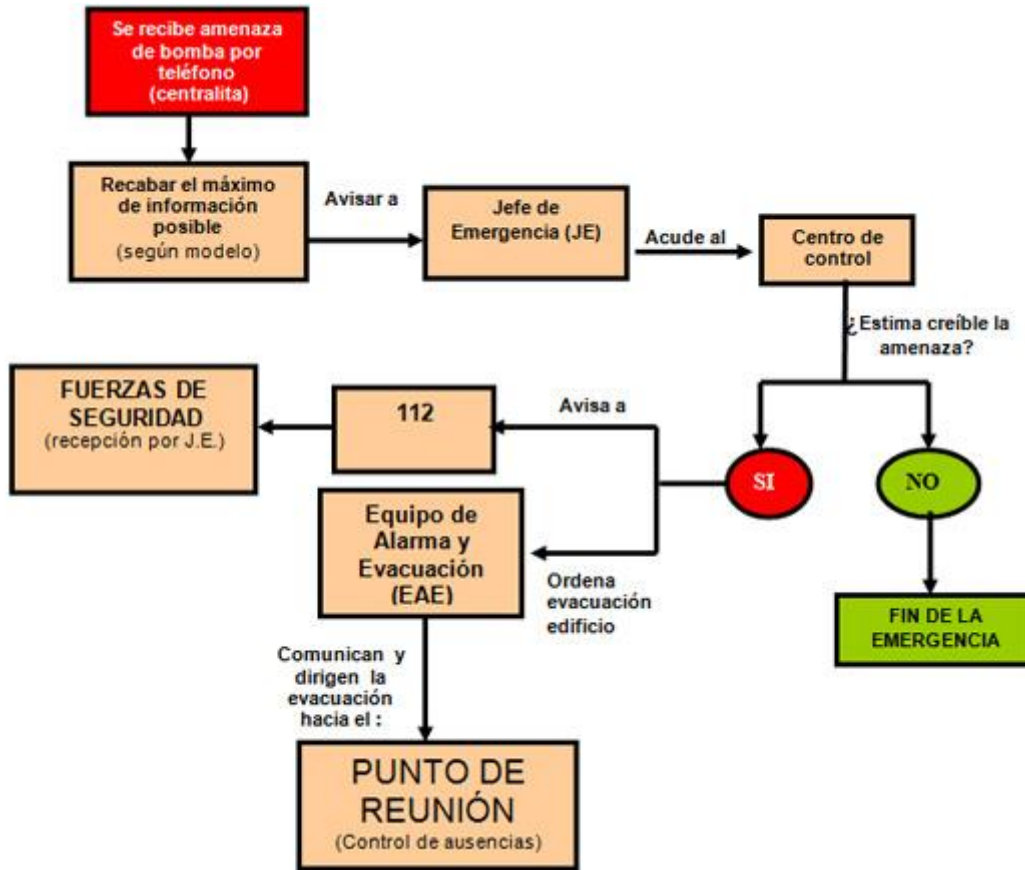 Se recibe amenaza
de bomba por
teléfono
(centralita)
Recabar el máximo
de información
posible
(según modelo)
Avisar a
Jefe de
Emergencia (JE)
Acude al
Centro de
control
¿Estima creíble la
amenaza?
FUERZAS DE
SEGURIDAD
(recepción por J.E.)
112
Avisa a
SI
NO
Equipo de
Alarma y
Evacuación
(EAE)
Ordena
evacuación
edificio
FIN DE LA
EMERGENCIA
Comunican y
dirigen la
evacuación
hacia el :
PUNTO DE
REUNIÓN
(Control de ausencias)